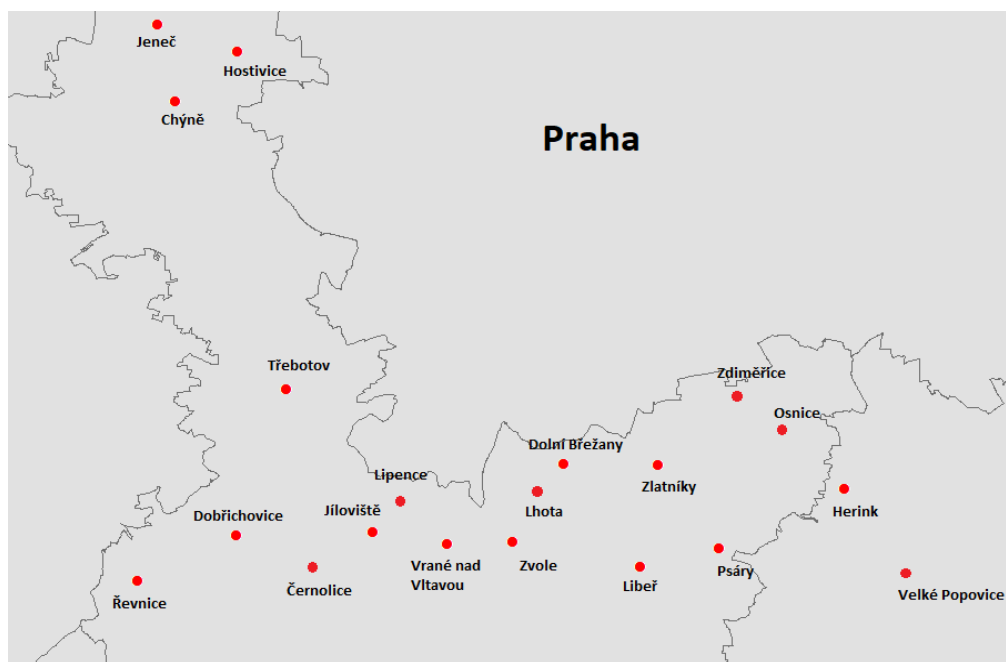 Jeneč
Hostivice
Chýně
Praha
Třebotov
Zdiměřice
Osnice
Dolní Břežany
Lipence
Zlatníky
Lhota
Herink
Jíloviště
Dobřichovice
Vrané nad
Vltavou
Zvole
Psáry
Libeř
Černolice
Velké Popovice
Řevnice